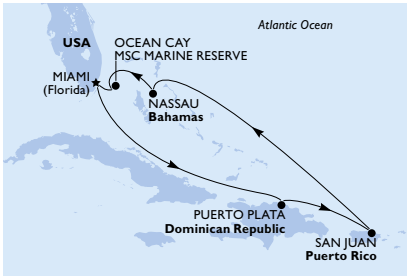 Atlantic Ocean
USA
OCEAN CAY
MSC MARINE RESERVE
MIAMI
(Florida)
NASSAU
Bahamas
PUERTO PLATA
Dominican Republic
SAN JUAN
Puerto Rico